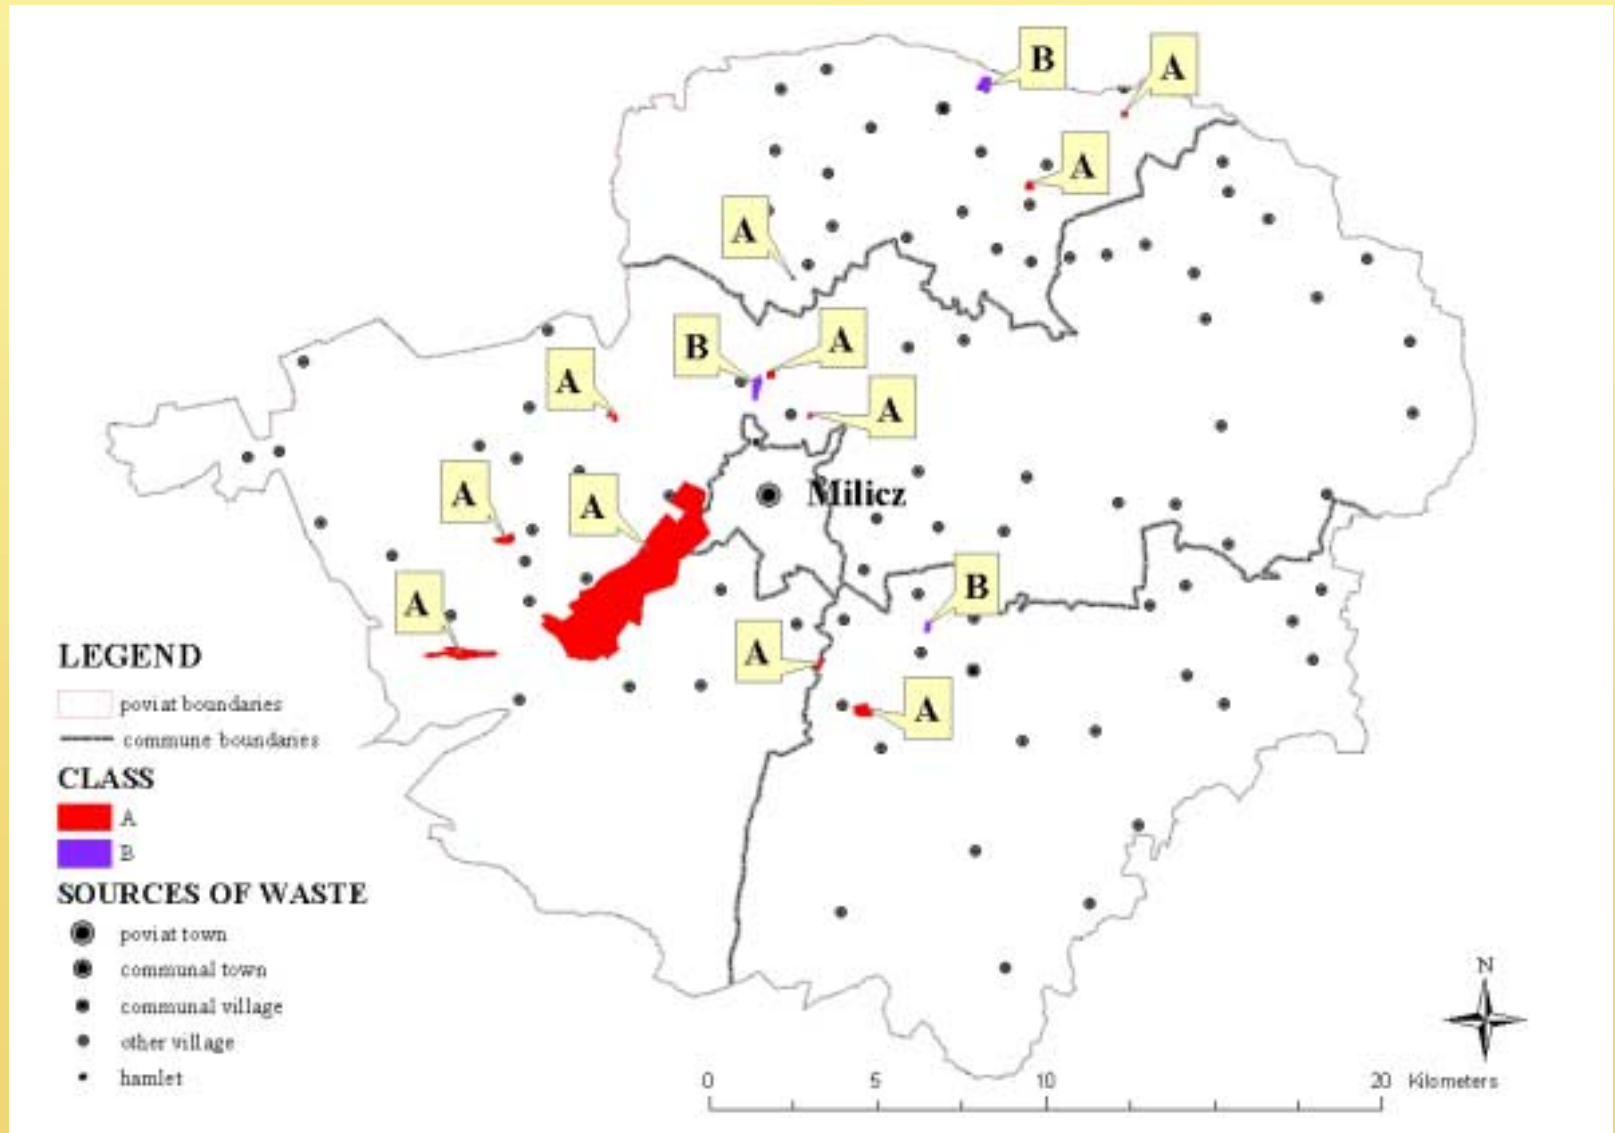 B
A
A
A
B
A
A
A
A
A
Milicz
A
B
A
A
LEGEND
poviat boundaries
commune boundaries
CLASS
A
B
SOURCES OF WASTE
poviat town
communal town
communal village
other village
hamlet
N
0 5 10 20 Kilometers